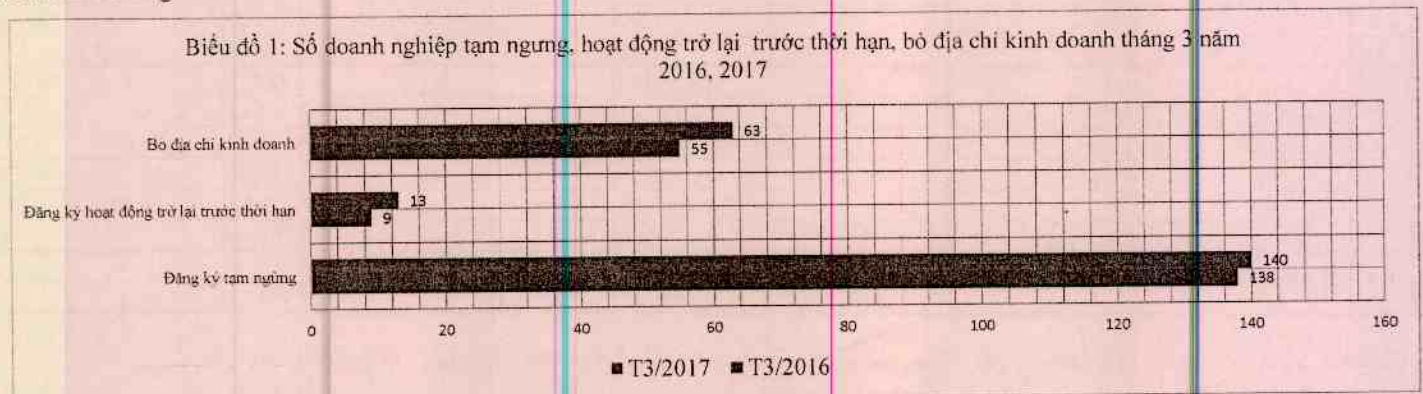 Biểu đồ 1: Số doanh nghiệp tạm ngưng, hoạt động trở lại trước thời hạn, bỏ địa chỉ kinh doanh tháng 3 năm
2016, 2017
Bỏ địa chỉ kinh doanh
63
55
Đăng ký hoạt động trở lại trước thời hạn
13
9
Đăng ký tạm ngừng
140
138
0 20 40 60 80 100 120 140 160
■ T3/2017 ■ T3/2016